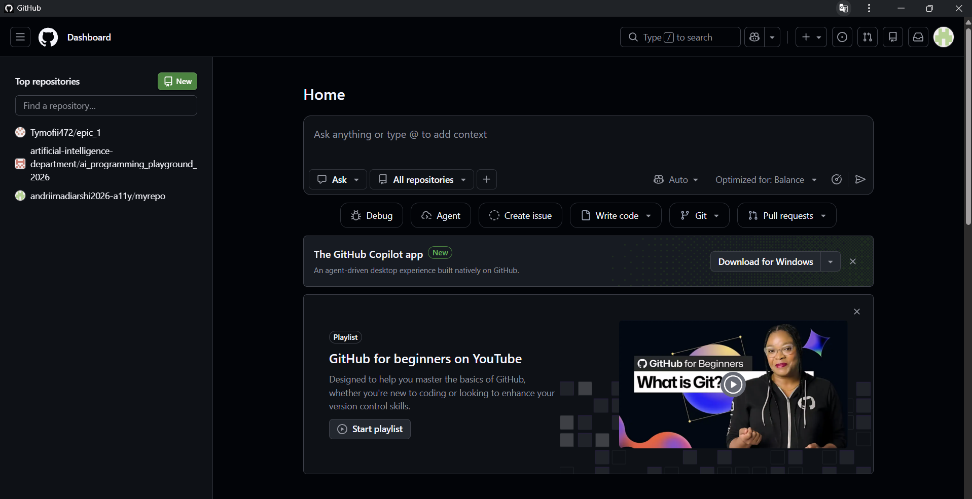 GitHub
Dashboard
Type / to search
Top repositories
New
Find a repository...
Tymofii472/epic_1
artificial-intelligence-
department/ai_programming_playground_
2026
andriimadiarshi2026-a11y/myrepo
Home
Ask anything or type @ to add context
Ask
All repositories
Auto
Optimized for: Balance
Debug
Agent
Create issue
Write code
Git
Pull requests
The GitHub Copilot app New
An agent-driven desktop experience built natively on GitHub.
Download for Windows
Playlist
GitHub for beginners on YouTube
Designed to help you master the basics of GitHub,
whether you're new to coding or looking to enhance your
version control skills.
Start playlist
GitHub for Beginners
What is Git?